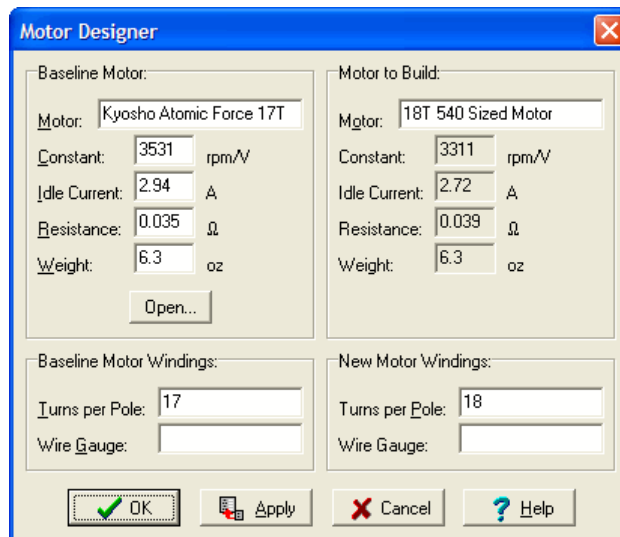 Motor Designer
Baseline Motor:
Motor: Kyosho Atomic Force 17T
Constant: 3531 rpm/V
Idle Current: 2.94 A
Resistance: 0.035 Ω
Weight: 6.3 oz
Open...
Motor to Build:
Motor: 18T 540 Sized Motor
Constant: 3311 rpm/V
Idle Current: 2.72 A
Resistance: 0.039 Ω
Weight: 6.3 oz
Baseline Motor Windings:
Turns per Pole: 17
Wire Gauge:
New Motor Windings:
Turns per Pole: 18
Wire Gauge:
OK Apply Cancel Help